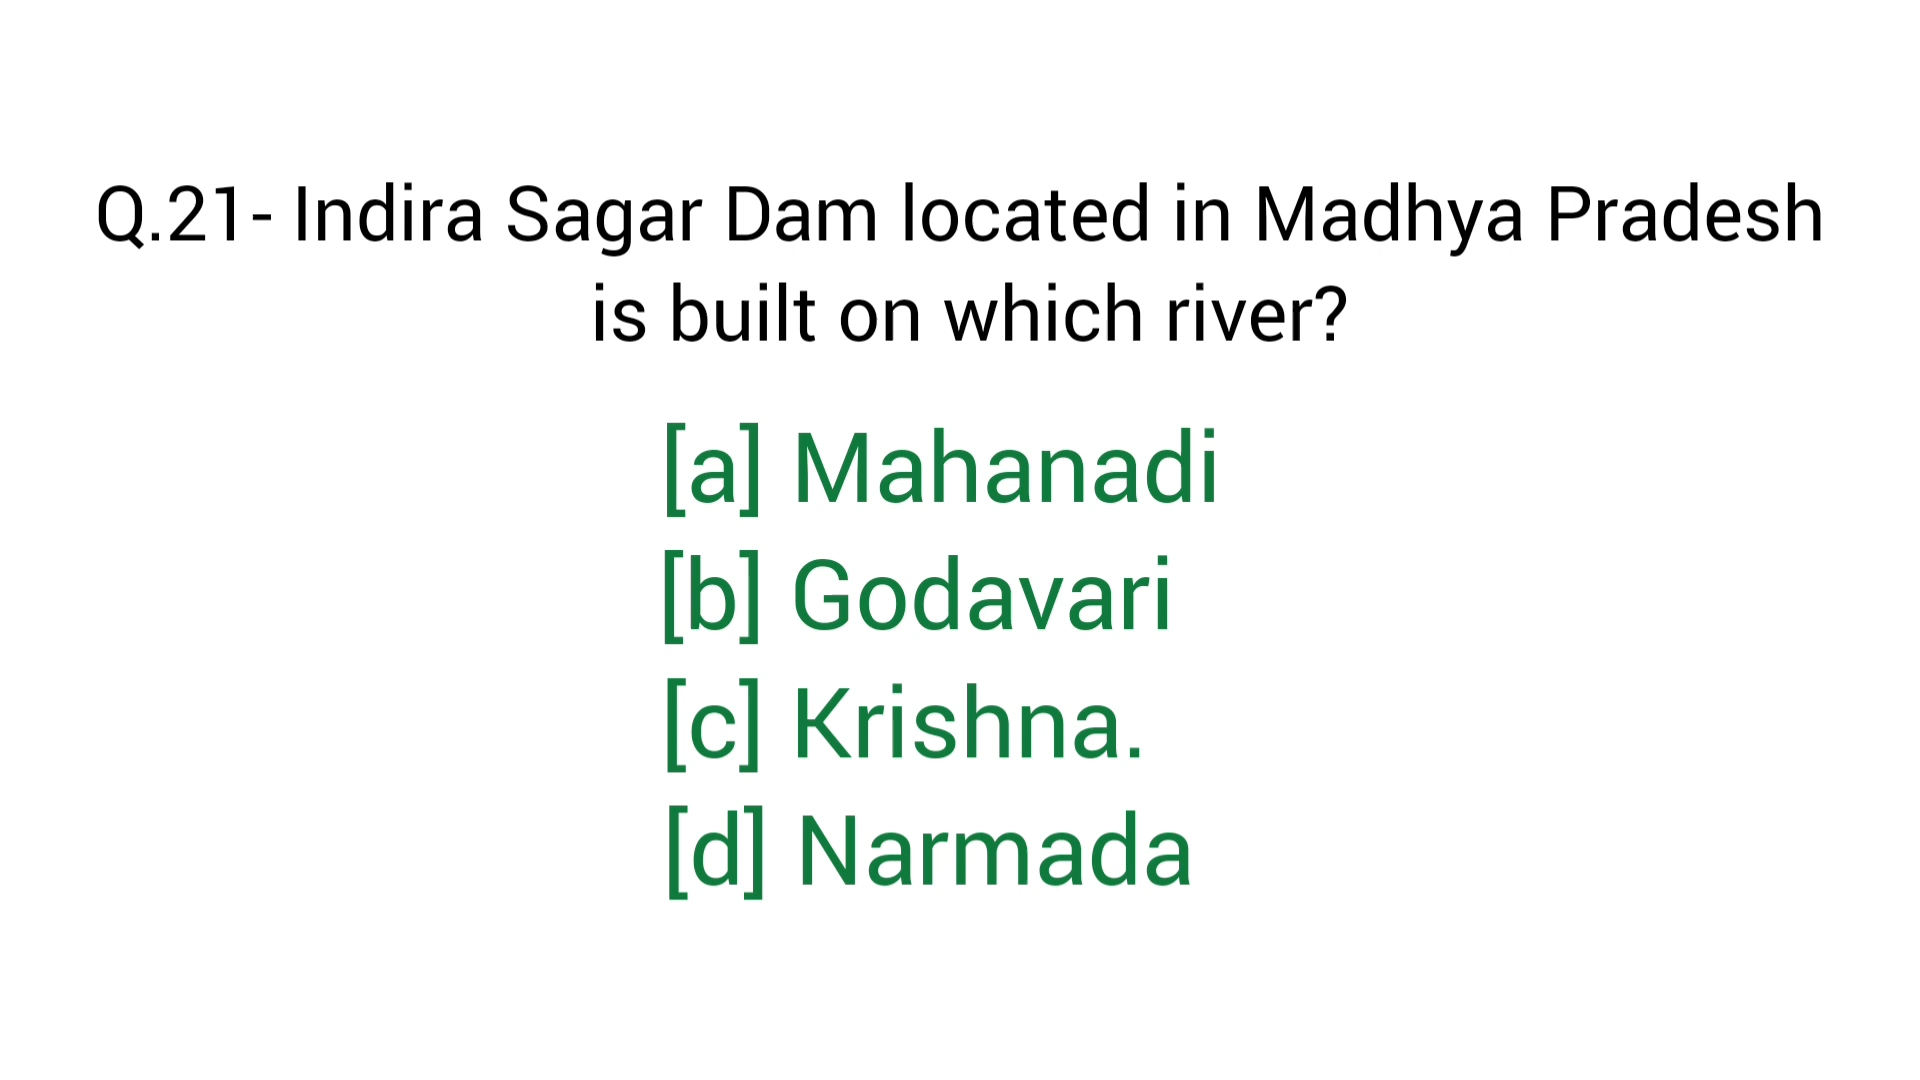 Q.21- Indira Sagar Dam located in Madhya Pradesh
is built on which river?
[a] Mahanadi
[b] Godavari
[c] Krishna.
[d] Narmada